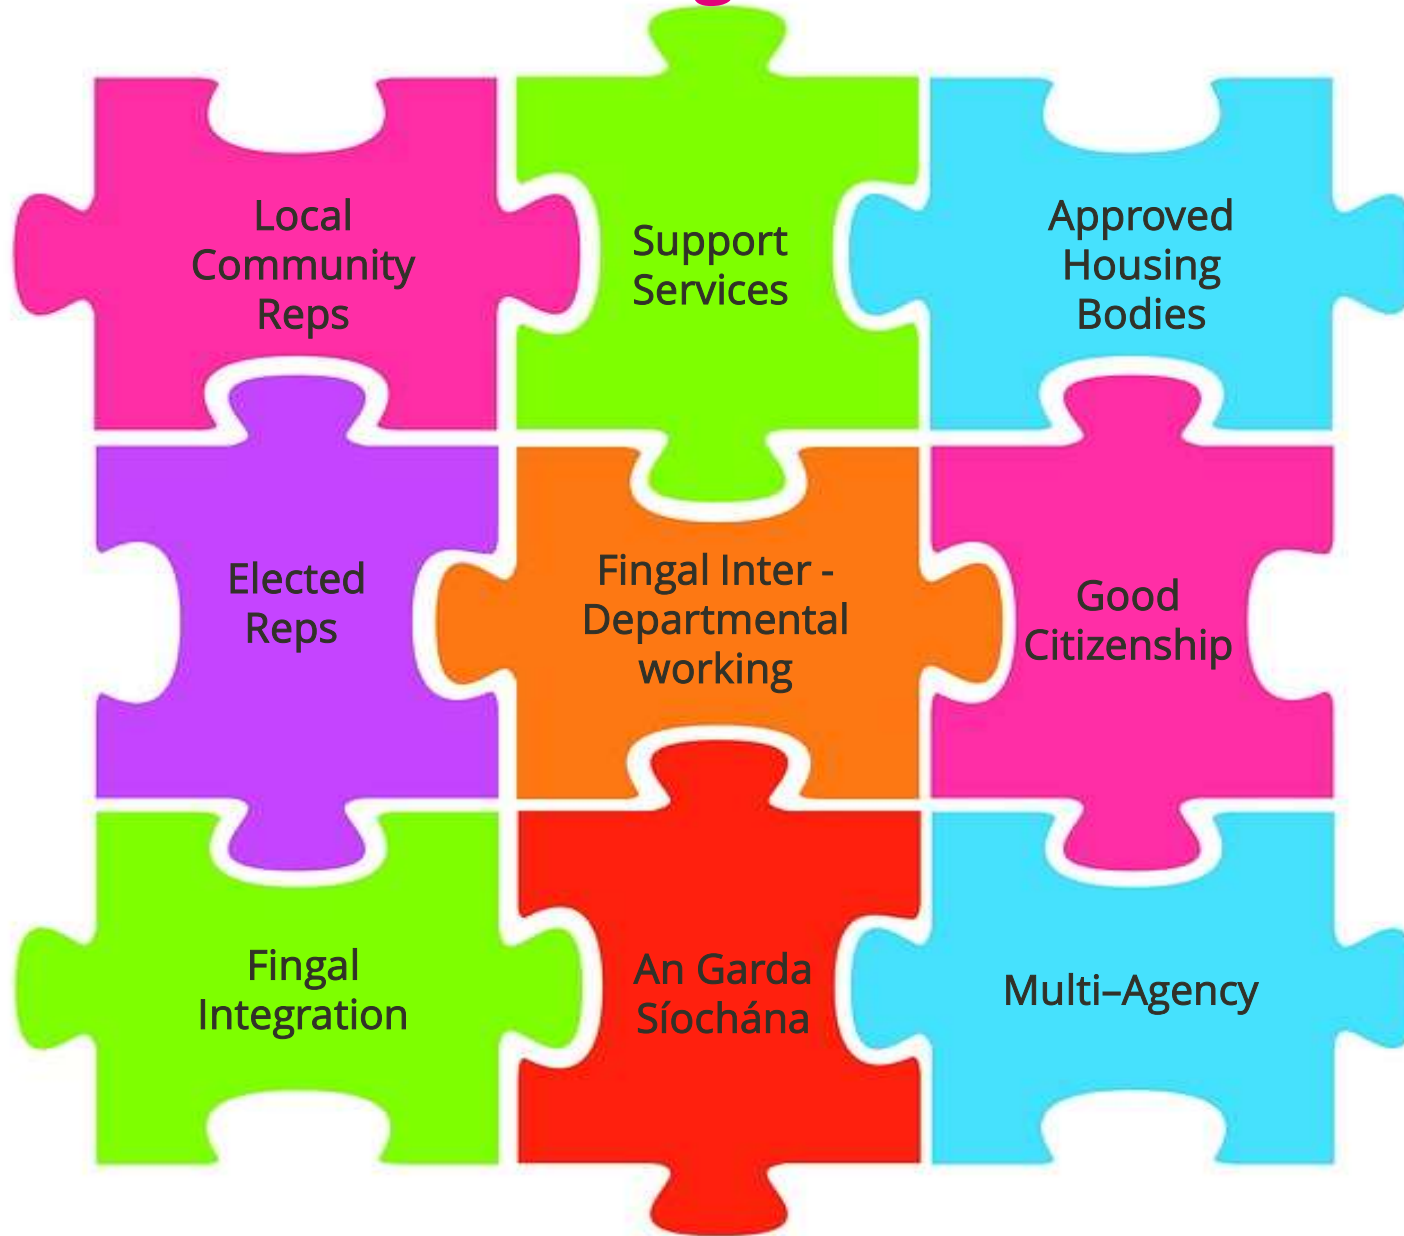 Local
Community
Reps
Support
Services
Approved
Housing
Bodies
Elected
Reps
Fingal Inter -
Departmental
working
Good
Citizenship
Fingal
Integration
An Garda
Síochána
Multi–Agency